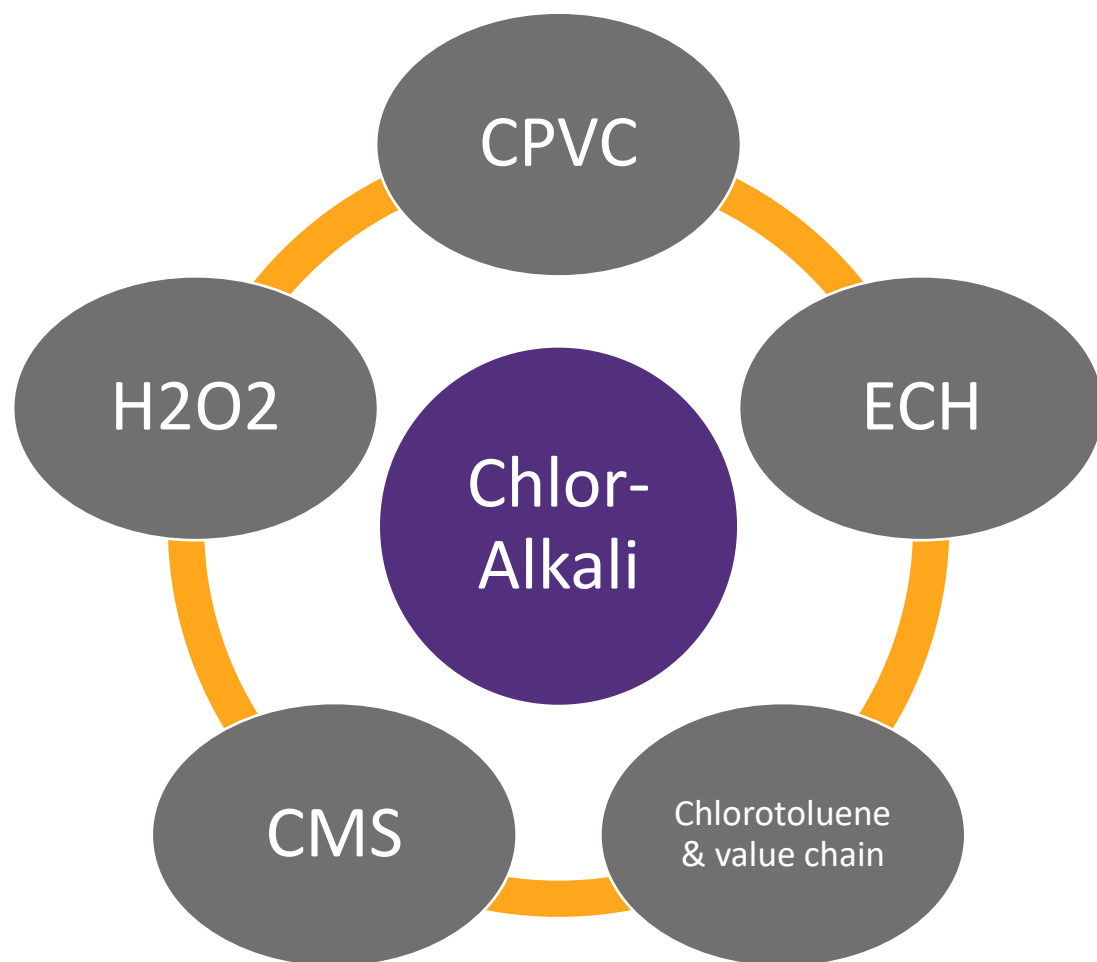 CPVC
H2O2
ECH
Chlor-
Alkali
CMS
Chlorotoluene
& value chain